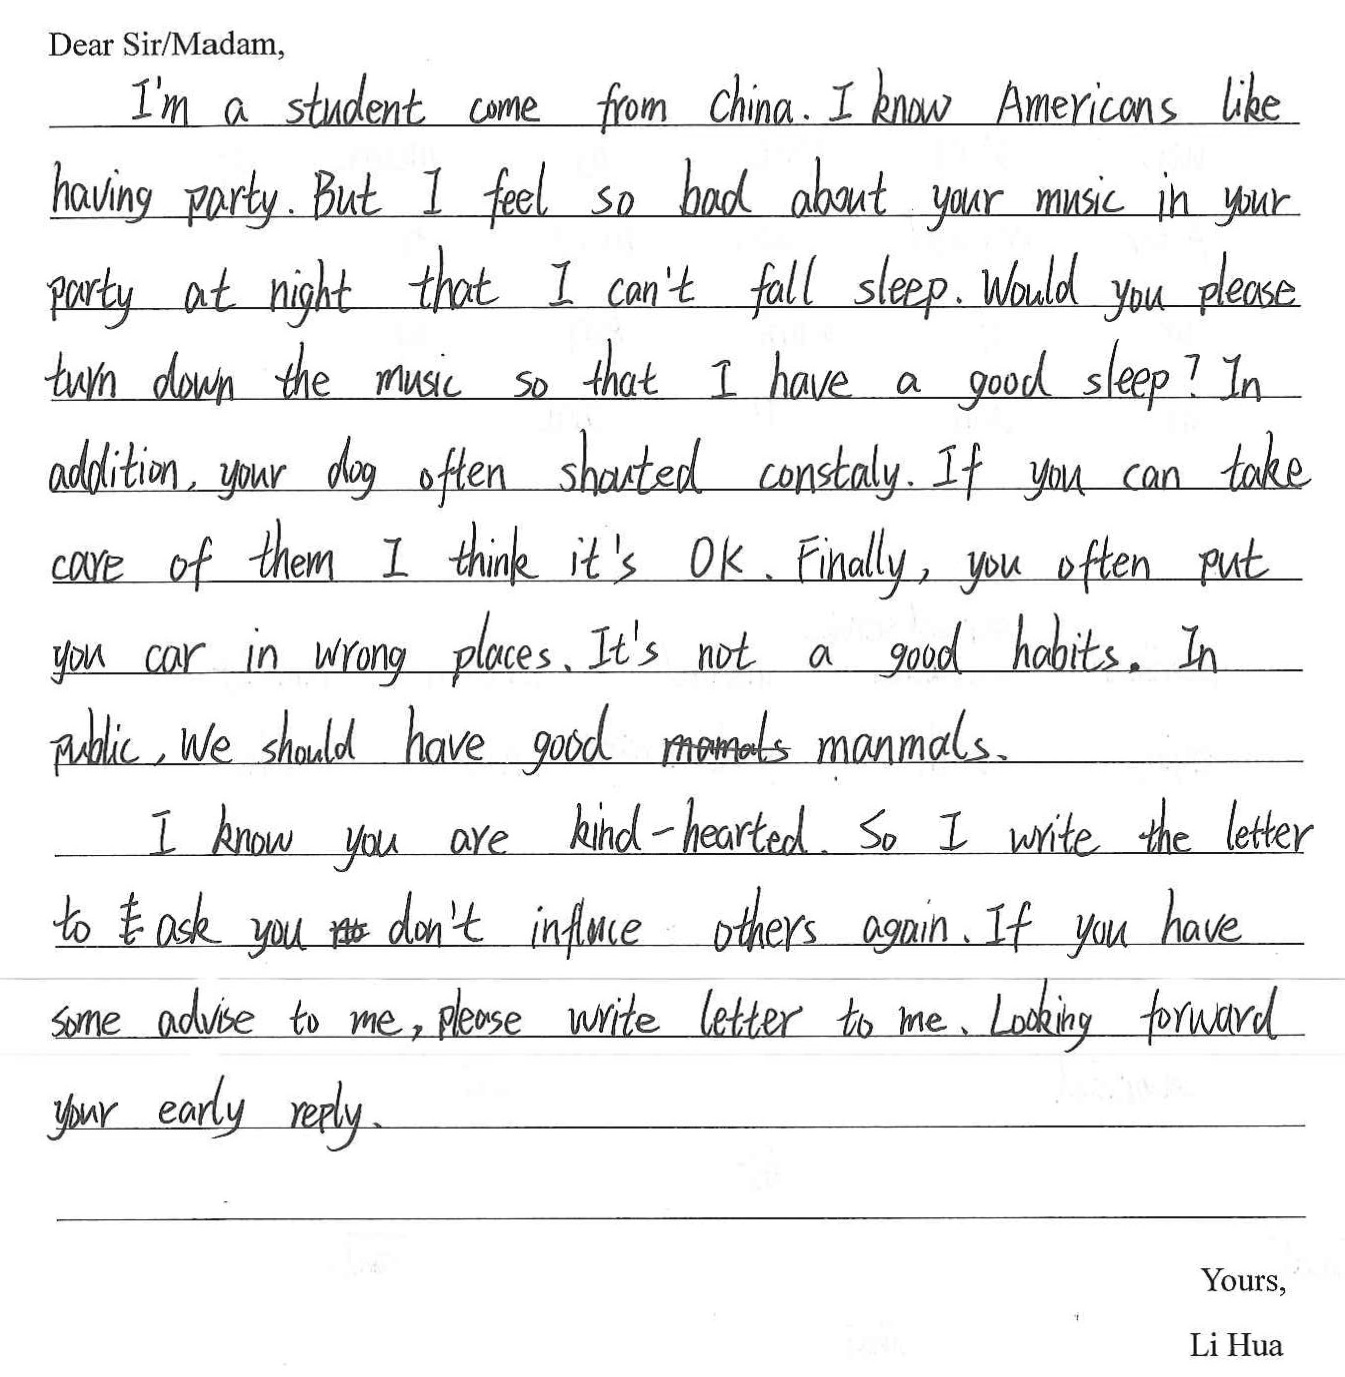 Dear Sir/Madam,
I'm a student come from China. I know Americans like
having party. But I feel so bad about your music in your
party at night that I can't fall sleep. Would you please
turn down the music so that I have a good sleep? In
addition, your dog often shouted constaly. If you can take
care of them I think it's OK. Finally, you often put
you car in wrong places. It's not a good habits. In
public, We should have good mamals manmals.
I know you are kind-hearted. So I write the letter
to t ask you don't influce others again. If you have
some advise to me, please write letter to me. Looking forward
your early reply.
Yours,
Li Hua